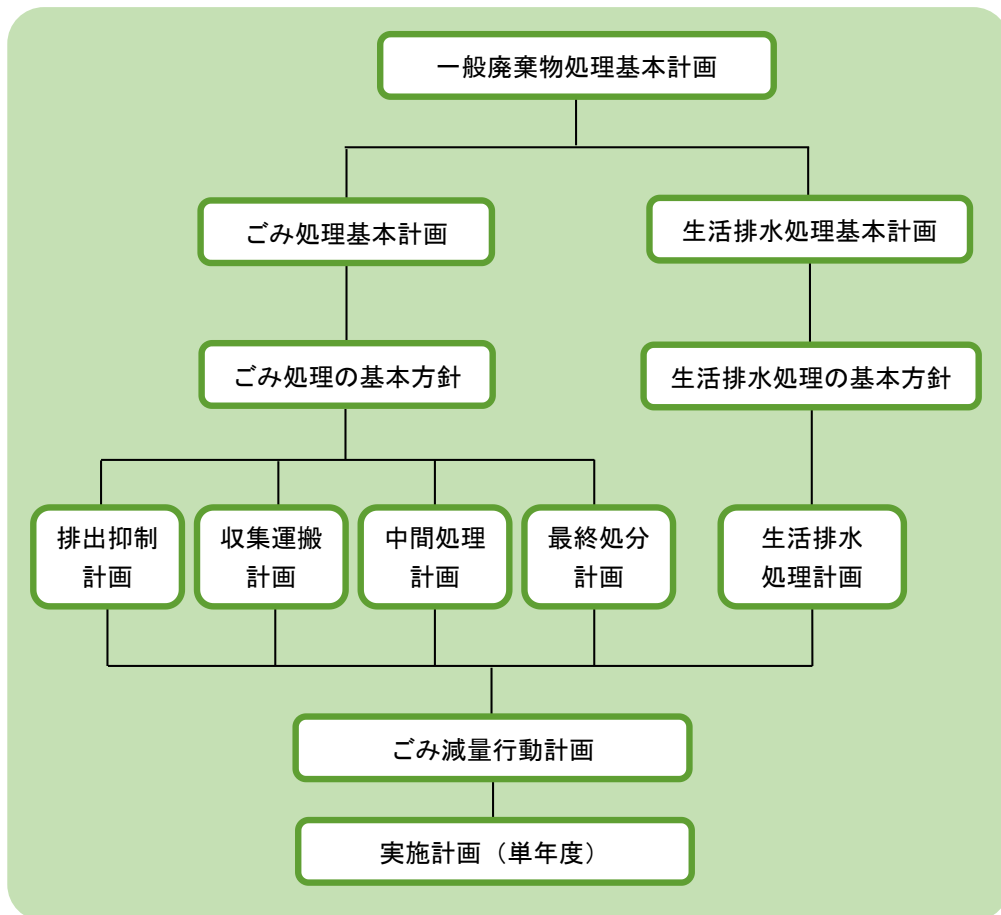 一般廃棄物処理基本計画
ごみ処理基本計画
生活排水処理基本計画
ごみ処理の基本方針
生活排水処理の基本方針
排出抑制
計画
収集運搬
計画
中間処理
計画
最終処分
計画
生活排水
処理計画
ごみ減量行動計画
実施計画（単年度）